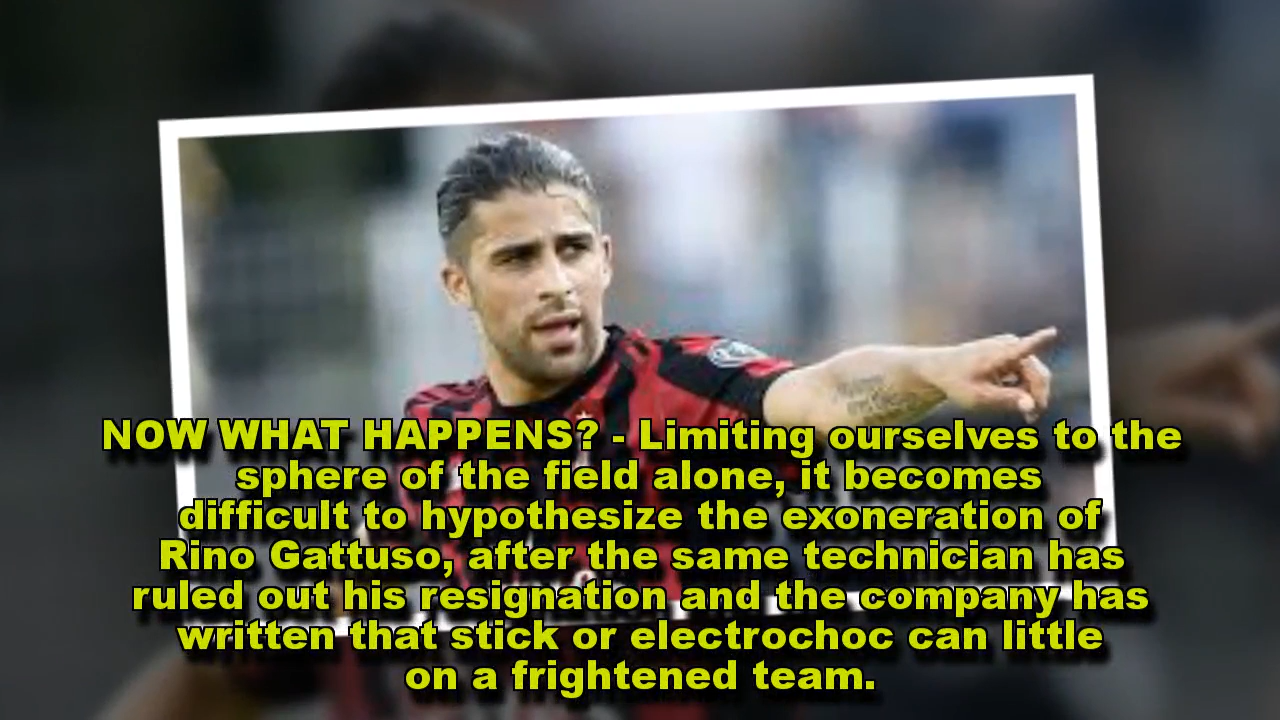 NOW WHAT HAPPENS? - Limiting ourselves to the
sphere of the field alone, it becomes
difficult to hypothesize the exoneration of
Rino Gattuso, after the same technician has
ruled out his resignation and the company has
written that stick or electrochoc can little
on a frightened team.